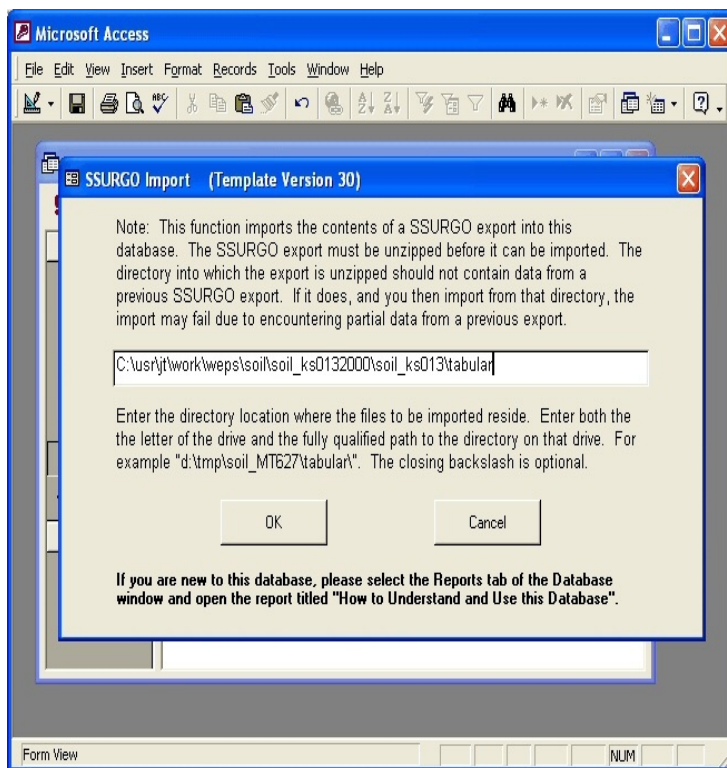 Microsoft Access
File Edit View Insert Format Records Tools Window Help
SSURGO Import (Template Version 30)
Note: This function imports the contents of a SSURGO export into this
database. The SSURGO export must be unzipped before it can be imported. The
directory into which the export is unzipped should not contain data from a
previous SSURGO export. If it does, and you then import from that directory, the
import may fail due to encountering partial data from a previous export.
C:\usr\jt\work\weps\soil\soil_ks0132000\soil_ks013\tabular
Enter the directory location where the files to be imported reside. Enter both the
the letter of the drive and the fully qualified path to the directory on that drive. For
example "d:\tmp\soil_MT627\tabular\". The closing backslash is optional.
OK Cancel
If you are new to this database, please select the Reports tab of the Database
window and open the report titled "How to Understand and Use this Database".
Form View NUM